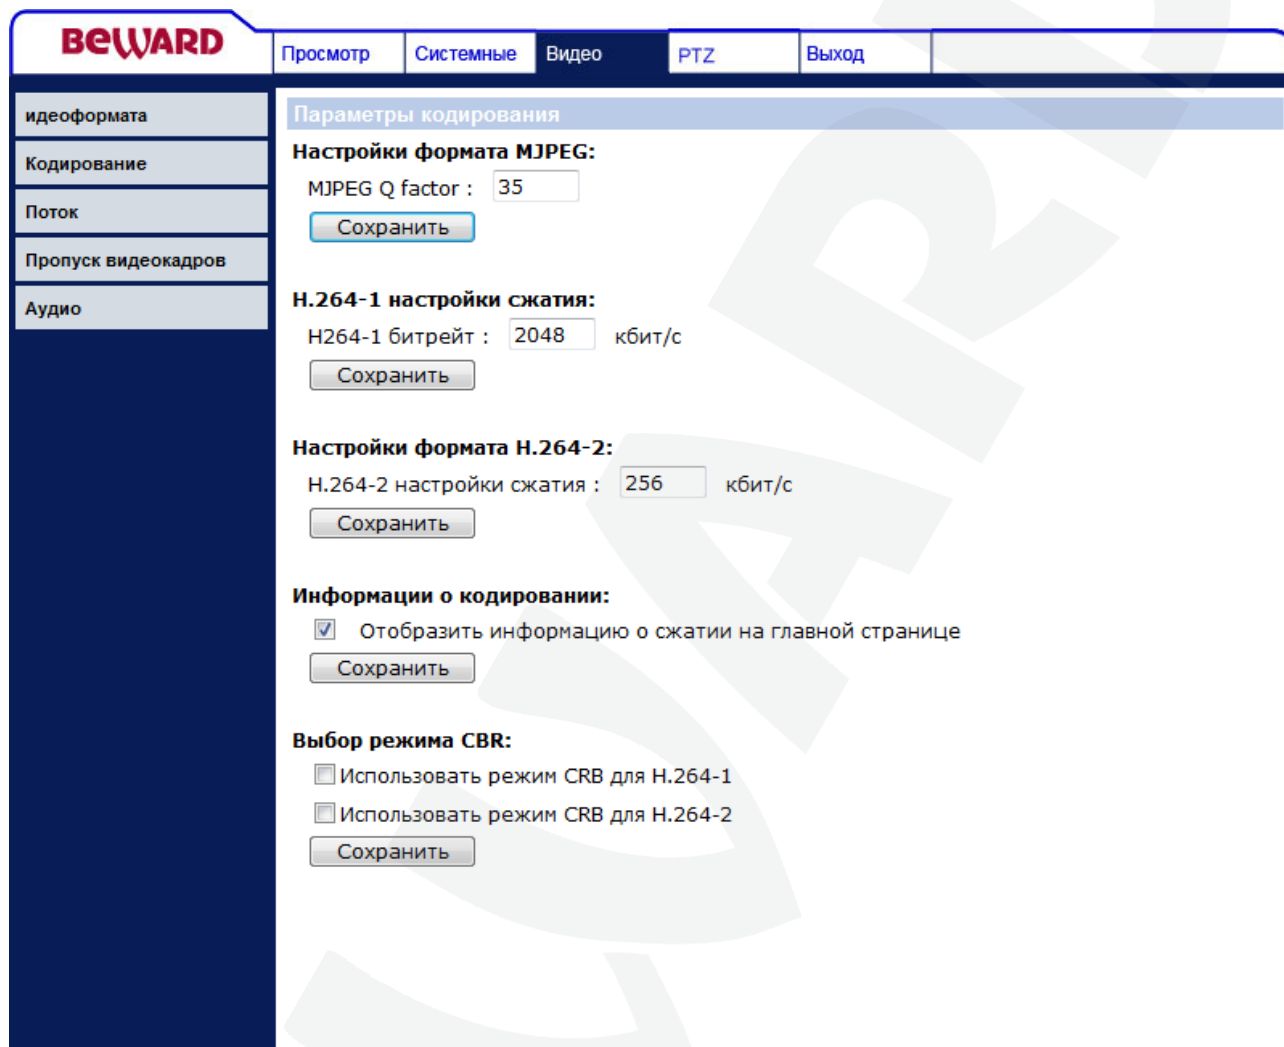 BEWARD
Просмотр Системные Видео PTZ Выход
идеоформата
Кодирование
Поток
Пропуск видеокадров
Аудио
Параметры кодирования
Настройки формата MJPEG:
MJPEG Q factor : 35
Сохранить
H.264-1 настройки сжатия:
H264-1 битрейт : 2048 кбит/с
Сохранить
Настройки формата H.264-2:
H.264-2 настройки сжатия : 256 кбит/с
Сохранить
Информации о кодировании:
Отобразить информацию о сжатии на главной странице
Сохранить
Выбор режима CBR:
Использовать режим CRB для H.264-1
Использовать режим CRB для H.264-2
Сохранить